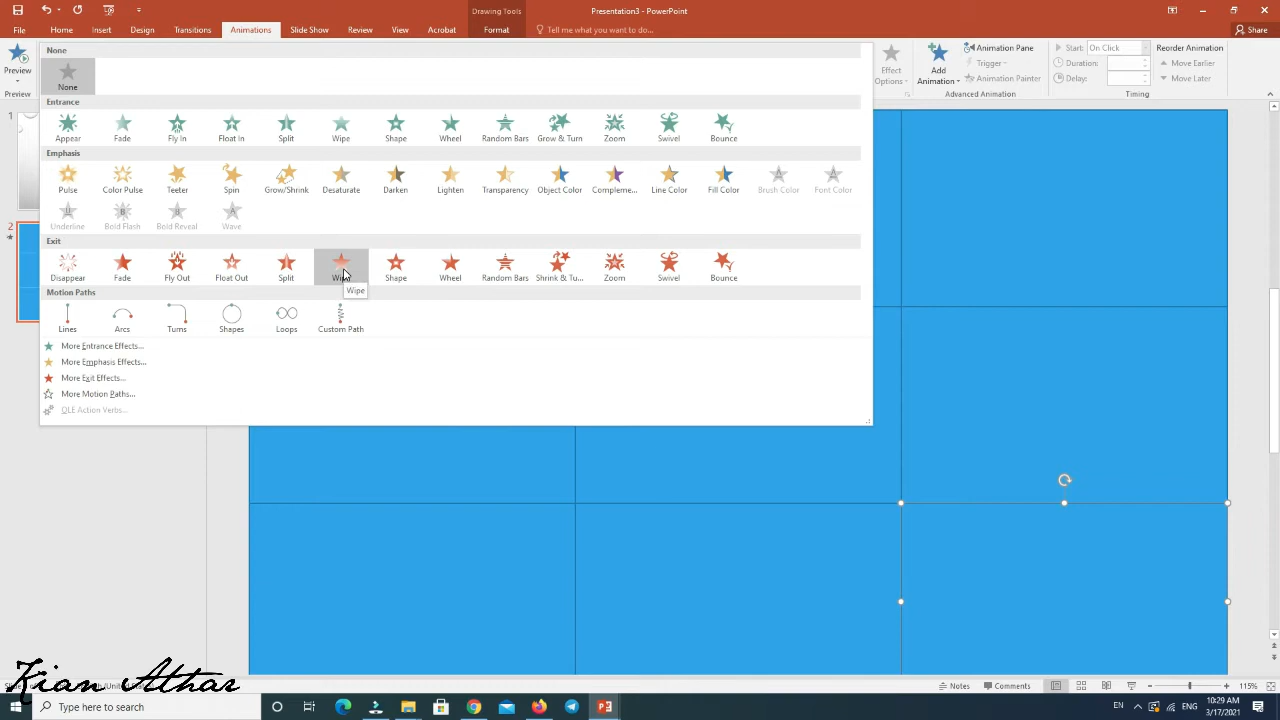 Drawing Tools
Presentation3 - PowerPoint
File Home Insert Design Transitions Animations Slide Show Review View Acrobat Format Tell me what you want to do... Share
Preview
Preview
None
None
Entrance
Appear Fade Fly In Float In Split Wipe Shape Wheel Random Bars Grow & Turn Zoom Swivel Bounce
Emphasis
Pulse Color Pulse Teeter Spin Grow/Shrink Desaturate Darken Lighten Transparency Object Color Compleme... Line Color Fill Color Brush Color Font Color
Underline Bold Flash Bold Reveal Wave
Exit
Disappear Fade Fly Out Float Out Split Wipe Shape Wheel Random Bars Shrink & Tu... Zoom Swivel Bounce
Wipe
Motion Paths
Lines Arcs Turns Shapes Loops Custom Path
More Entrance Effects...
More Emphasis Effects...
More Exit Effects...
More Motion Paths...
OLE Action Verbs...
Effect Options
Add Animation
Animation Pane
Trigger
Animation Painter
Advanced Animation
Start: On Click
Duration:
Delay:
Reorder Animation
Move Earlier
Move Later
Timing
1
2
Kian Athar
Notes Comments 115%
Type here to search
EN ENG 10:29 AM
3/17/2021